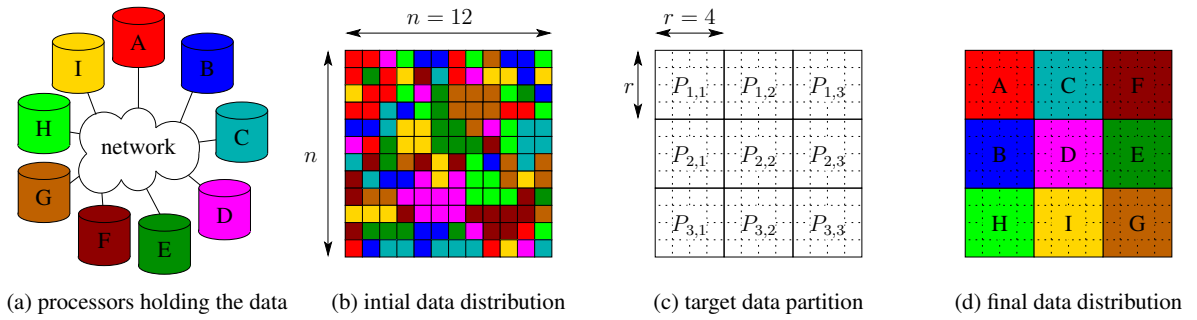 A
B
C
D
E
F
G
H
I
network
(a) processors holding the data
n = 12
n
(b) intial data distribution
r = 4
r
P1,1 P1,2 P1,3
P2,1 P2,2 P2,3
P3,1 P3,2 P3,3
(c) target data partition
A C F
B D E
H I G
(d) final data distribution